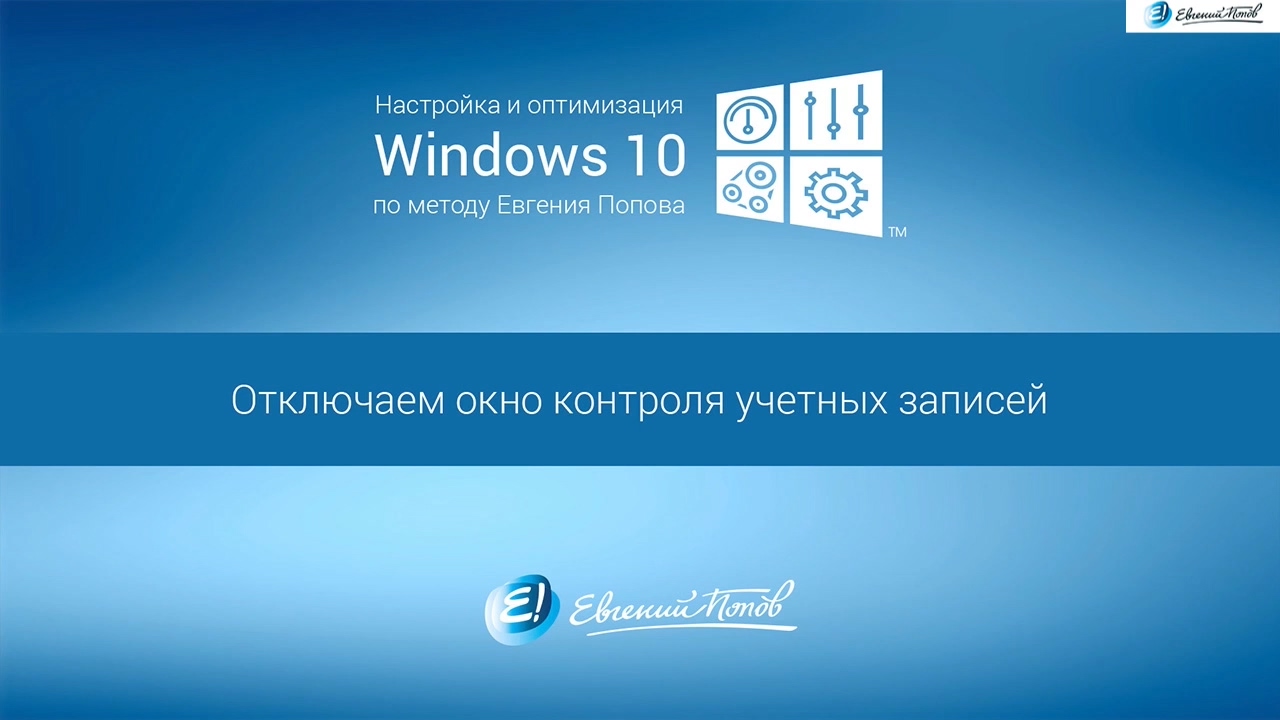 Евгений Попов
Настройка и оптимизация
Windows 10
по методу Евгения Попова
TM
Отключаем окно контроля учетных записей
E!
Евгений Попов